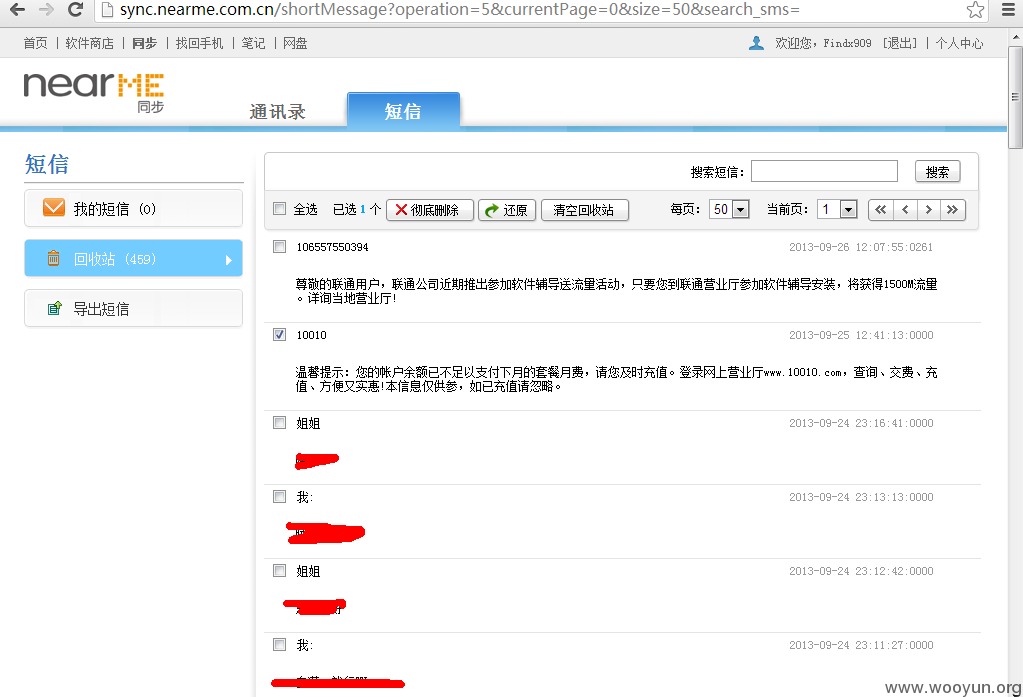 sync.nearme.com.cn/shortMessage?operation=5&currentPage=0&size=50&search_sms=
首页 | 软件商店 | 同步 | 找回手机 | 笔记 | 网盘
欢迎您，Findx909 [退出] | 个人中心
nearME
同步
通讯录
短信
短信
搜索短信：
搜索
我的短信 (0)
全选 已选 1 个 彻底删除 还原 清空回收站 每页： 50 当前页： 1
回收站 (459)
导出短信
106557550394 2013-09-26 12:07:55:0261
尊敬的联通用户，联通公司近期推出参加软件辅导送流量活动，只要您到联通营业厅参加软件辅导安装，将获得1500M流量
。详询当地营业厅!
10010 2013-09-25 12:41:13:0000
温馨提示：您的帐户余额已不足以支付下月的套餐月费，请您及时充值。登录网上营业厅www.10010.com，查询、交费、充
值、方便又实惠!本信息仅供参，如已充值请忽略。
姐姐 2013-09-24 23:16:41:0000
我: 2013-09-24 23:13:13:0000
姐姐 2013-09-24 23:12:42:0000
我: 2013-09-24 23:11:27:0000
www.wooyun.org